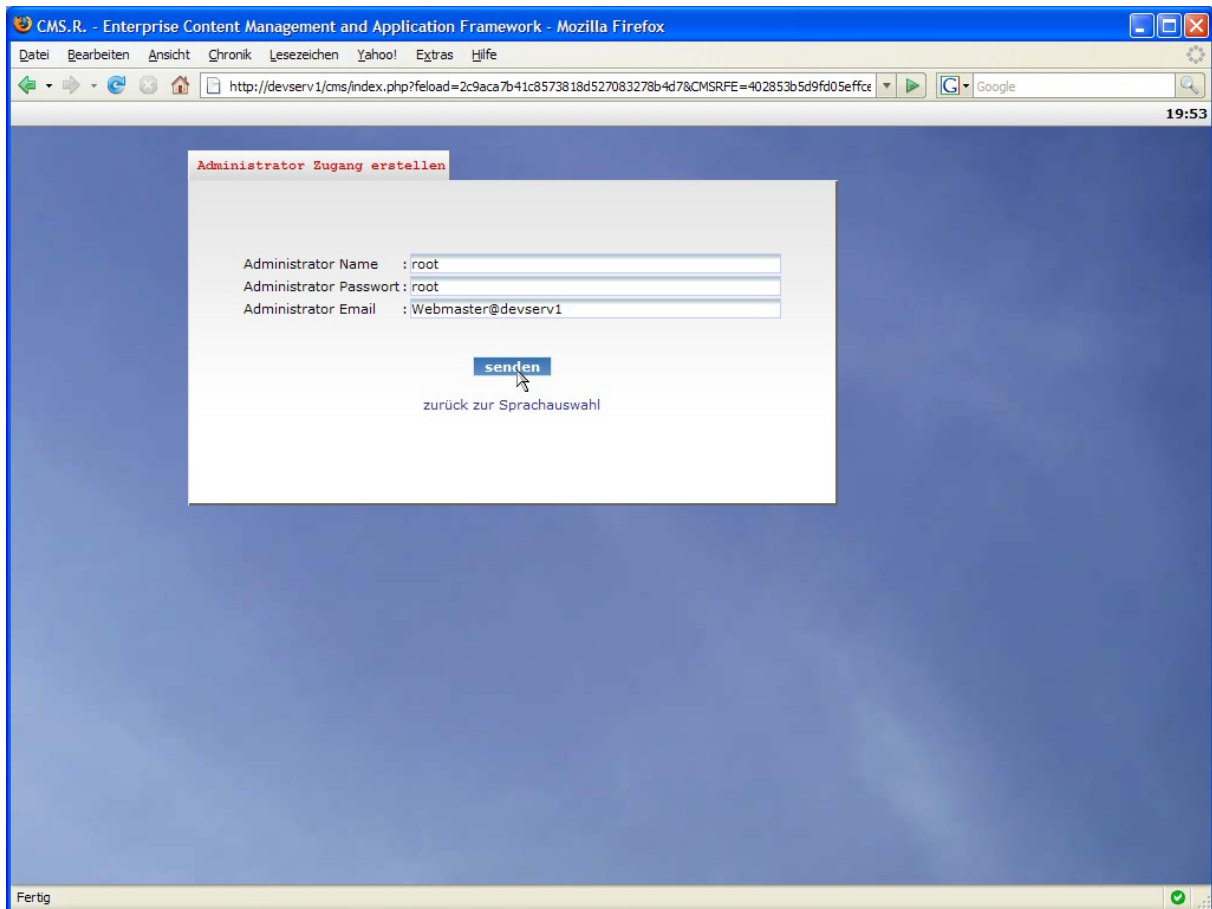 CMS.R. - Enterprise Content Management and Application Framework - Mozilla Firefox
Datei Bearbeiten Ansicht Chronik Lesezeichen Yahoo! Extras Hilfe
http://devserv1/cms/index.php?feload=2c9aca7b41c8573818d527083278b4d7&CMSRFE=402853b5d9fd05effce G Google
19:53
Administrator Zugang erstellen
Administrator Name : root
Administrator Passwort : root
Administrator Email : Webmaster@devserv1
senden
zurück zur Sprachauswahl
Fertig